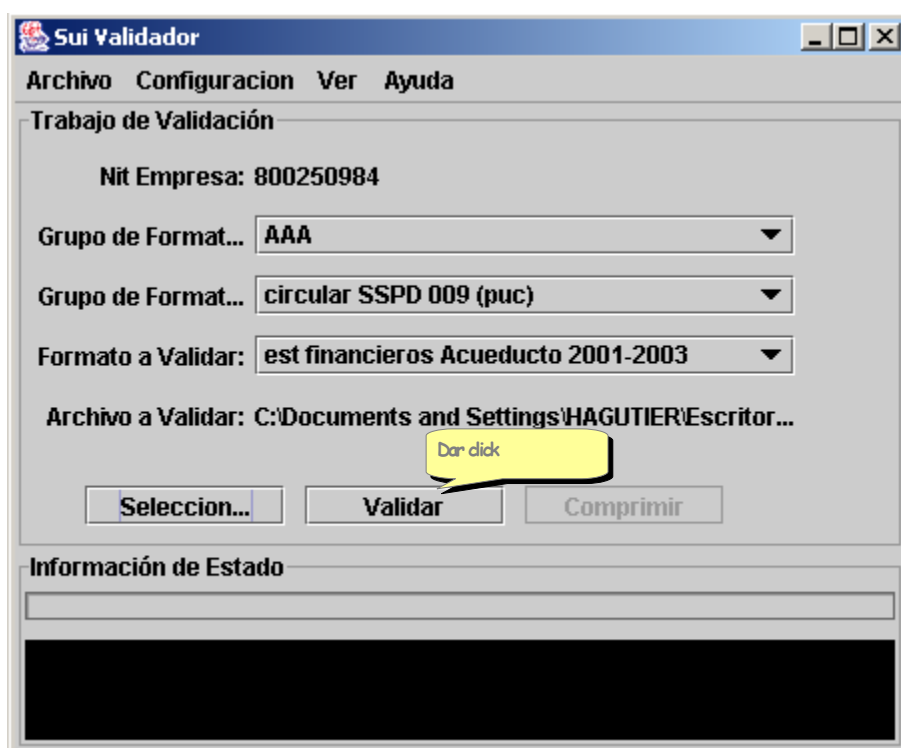 Sui Validador
Archivo Configuracion Ver Ayuda
Trabajo de Validación
Nit Empresa: 800250984
Grupo de Format... AAA
Grupo de Format... circular SSPD 009 (puc)
Formato a Validar: est financieros Acueducto 2001-2003
Archivo a Validar: C:\Documents and Settings\HAGUTIER\Escritor...
Dar click
Seleccion... Validar Comprimir
Información de Estado